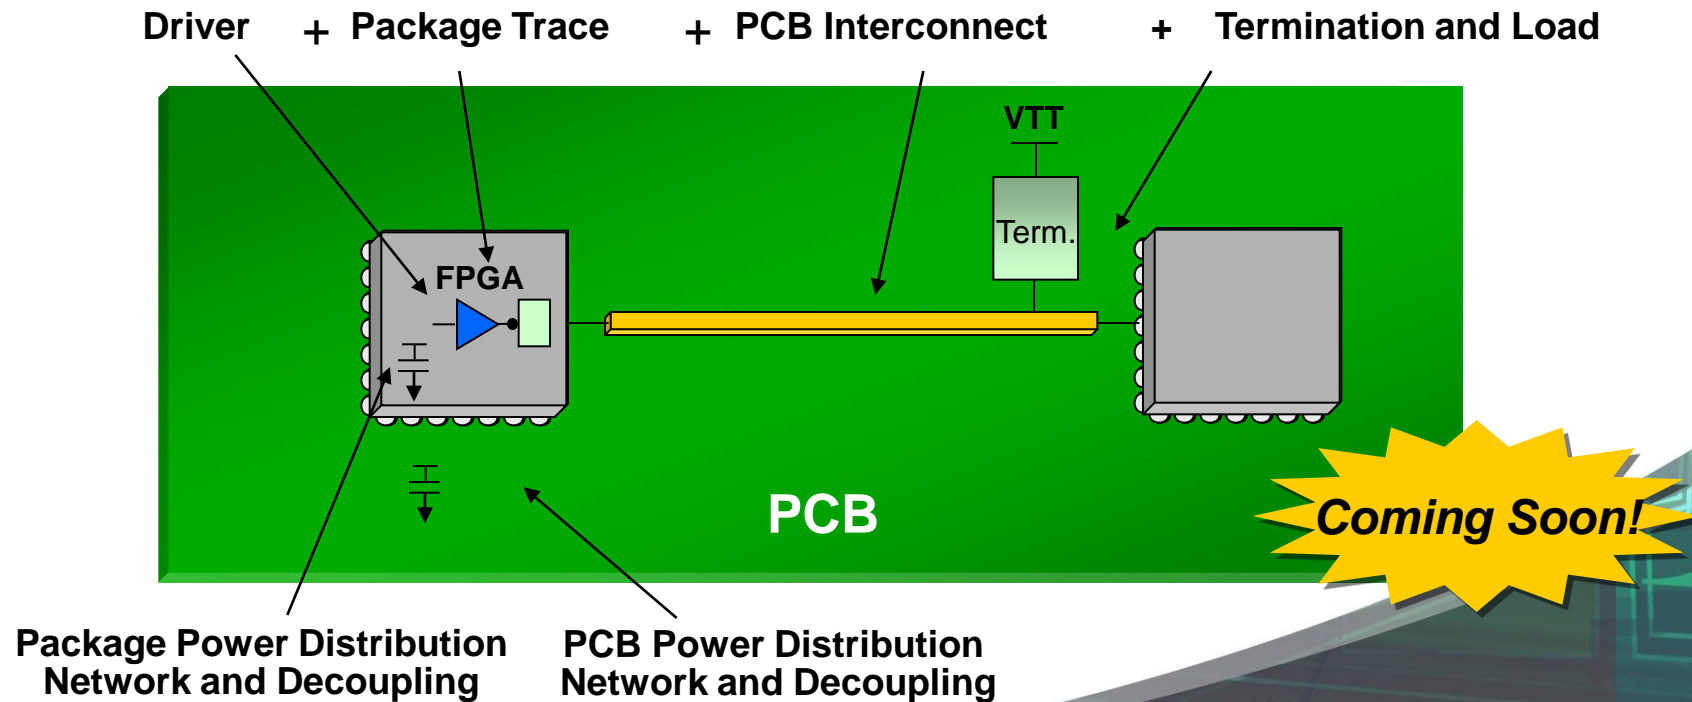 Driver + Package Trace + PCB Interconnect + Termination and Load
VTT
Term.
FPGA
PCB
Coming Soon!
Package Power Distribution
Network and Decoupling
PCB Power Distribution
Network and Decoupling